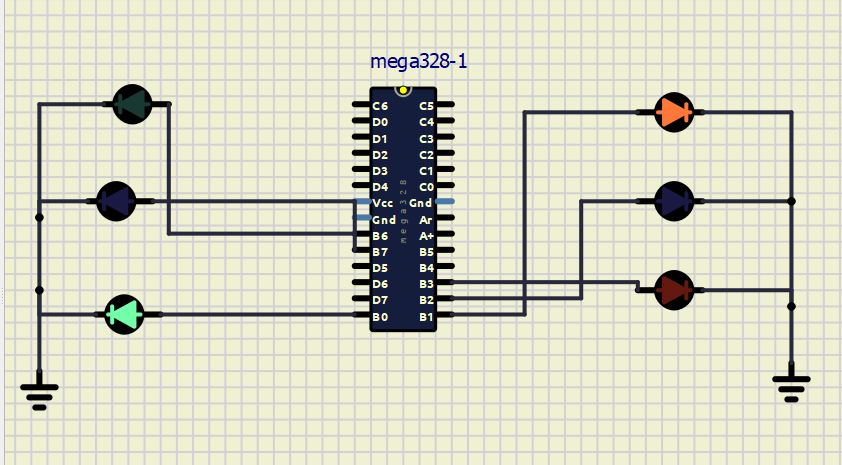 mega328-1
C6 C5
D0 C4
D1 C3
D2 C2
D3 C1
D4 C0
Vcc Gnd
Gnd Ar
B6 A+
B7 B5
D5 B4
D6 B3
D7 B2
B0 B1
mega328